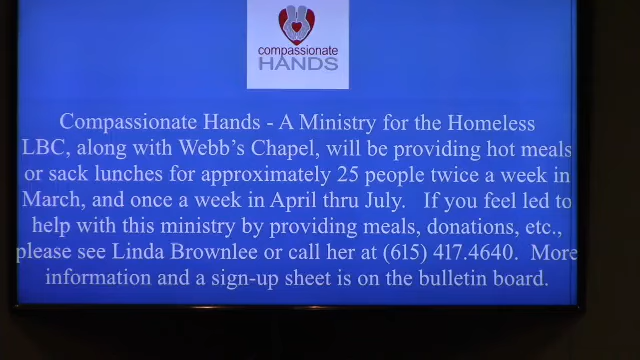 compassionate
HANDS
Compassionate Hands - A Ministry for the Homeless
LBC, along with Webb's Chapel, will be providing hot meals
or sack lunches for approximately 25 people twice a week in
March, and once a week in April thru July. If you feel led to
help with this ministry by providing meals, donations, etc.,
please see Linda Brownlee or call her at (615) 417.4640. More
information and a sign-up sheet is on the bulletin board.